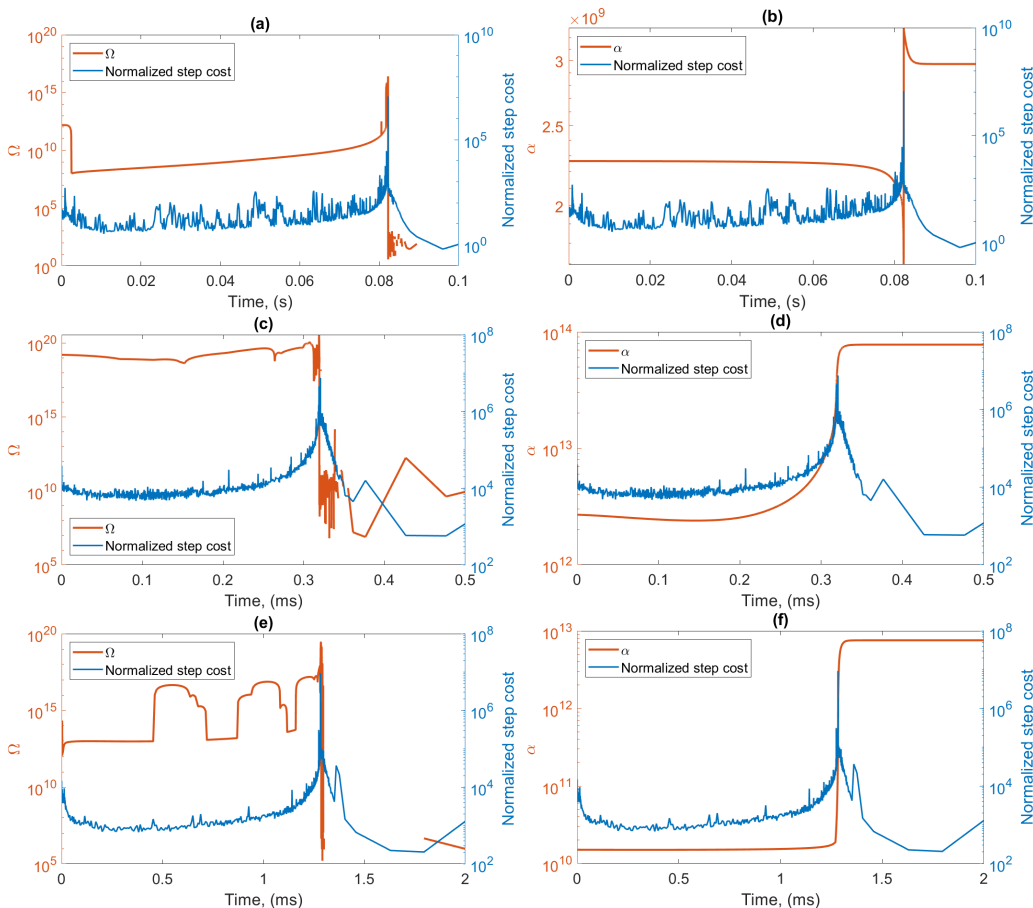 (a)
10^20
10^15
10^10
10^5
10^0
Ω
Ω
Normalized step cost
10^10
10^5
10^0
Normalized step cost
0 0.02 0.04 0.06 0.08 0.1
Time, (s)
(b)
×10^9
3
2.5
2
α
α
Normalized step cost
10^10
10^5
10^0
Normalized step cost
0 0.02 0.04 0.06 0.08 0.1
Time, (s)
(c)
10^20
10^15
10^10
10^5
Ω
Ω
Normalized step cost
10^8
10^6
10^4
10^2
Normalized step cost
0 0.1 0.2 0.3 0.4 0.5
Time, (ms)
(d)
10^14
10^13
10^12
α
α
Normalized step cost
10^8
10^6
10^4
10^2
Normalized step cost
0 0.1 0.2 0.3 0.4 0.5
Time, (ms)
(e)
10^20
10^15
10^10
10^5
Ω
Ω
Normalized step cost
10^8
10^6
10^4
10^2
Normalized step cost
0 0.5 1 1.5 2
Time, (ms)
(f)
10^13
10^12
10^11
10^10
α
α
Normalized step cost
10^8
10^6
10^4
10^2
Normalized step cost
0 0.5 1 1.5 2
Time, (ms)